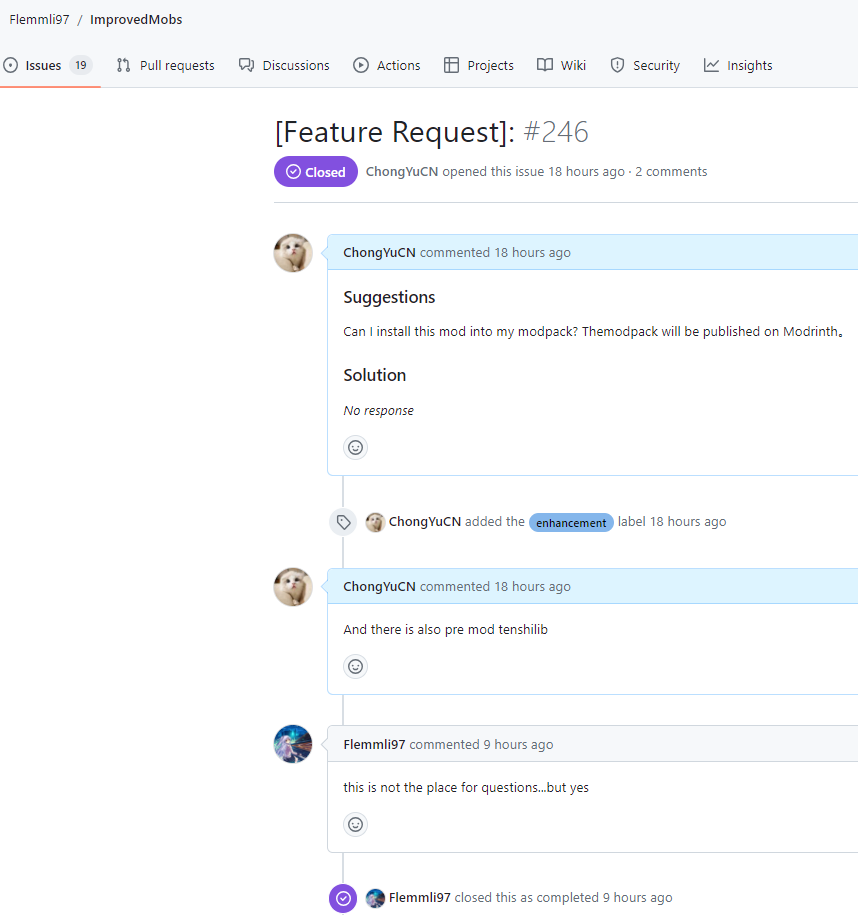 Flemmli97 / ImprovedMobs
Issues 19 Pull requests Discussions Actions Projects Wiki Security Insights
[Feature Request]: #246
Closed ChongYuCN opened this issue 18 hours ago · 2 comments
ChongYuCN commented 18 hours ago
Suggestions
Can I install this mod into my modpack? Themodpack will be published on Modrinth。
Solution
No response
ChongYuCN added the enhancement label 18 hours ago
ChongYuCN commented 18 hours ago
And there is also pre mod tenshilib
Flemmli97 commented 9 hours ago
this is not the place for questions...but yes
Flemmli97 closed this as completed 9 hours ago